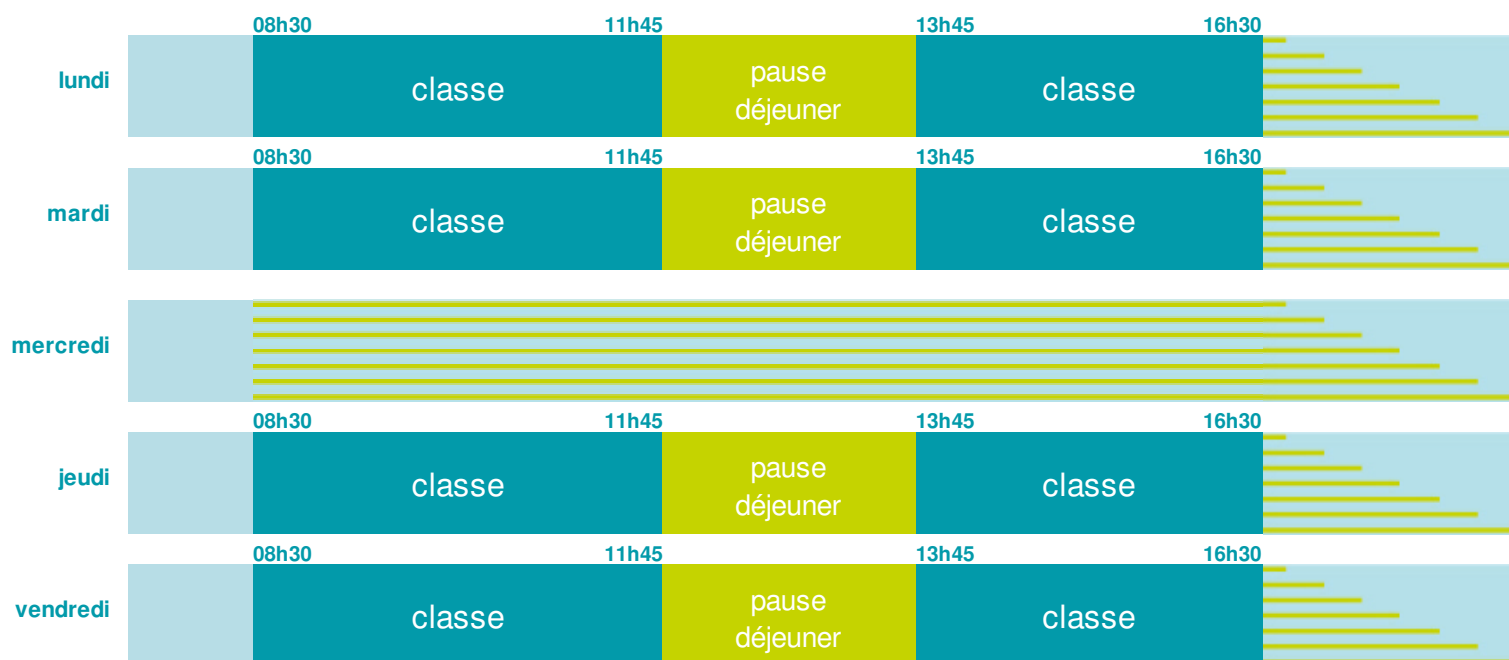 08h30 11h45 13h45 16h30
lundi classe pause déjeuner classe
08h30 11h45 13h45 16h30
mardi classe pause déjeuner classe
mercredi
08h30 11h45 13h45 16h30
jeudi classe pause déjeuner classe
08h30 11h45 13h45 16h30
vendredi classe pause déjeuner classe